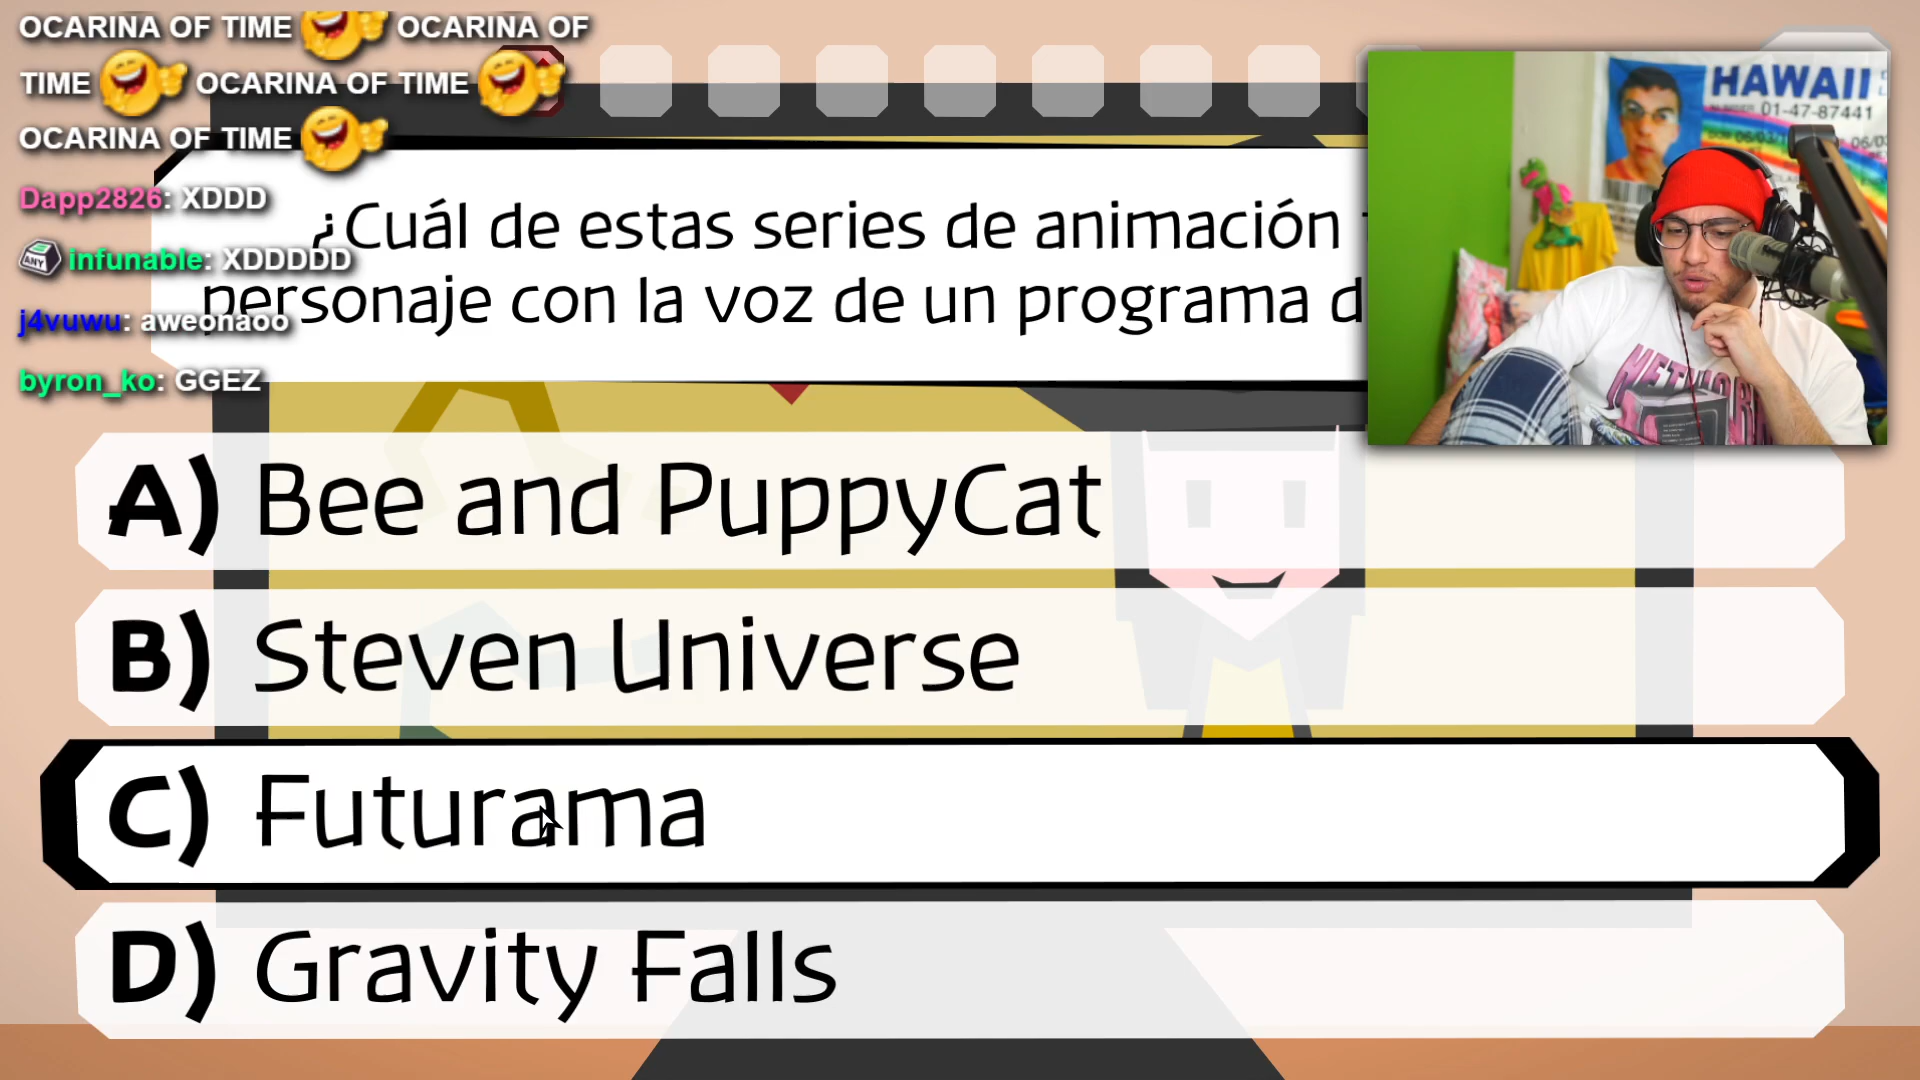 OCARINA OF TIME OCARINA OF
TIME OCARINA OF TIME
OCARINA OF TIME
Dapp2826: XDDD
infunable: XDDDDD
j4vuwu: aweonaoo
byron_ko: GGEZ
¿Cuál de estas series de animación
personaje con la voz de un programa
HAWAII
01-47-87441
A) Bee and PuppyCat
B) Steven Universe
C) Futurama
D) Gravity Falls